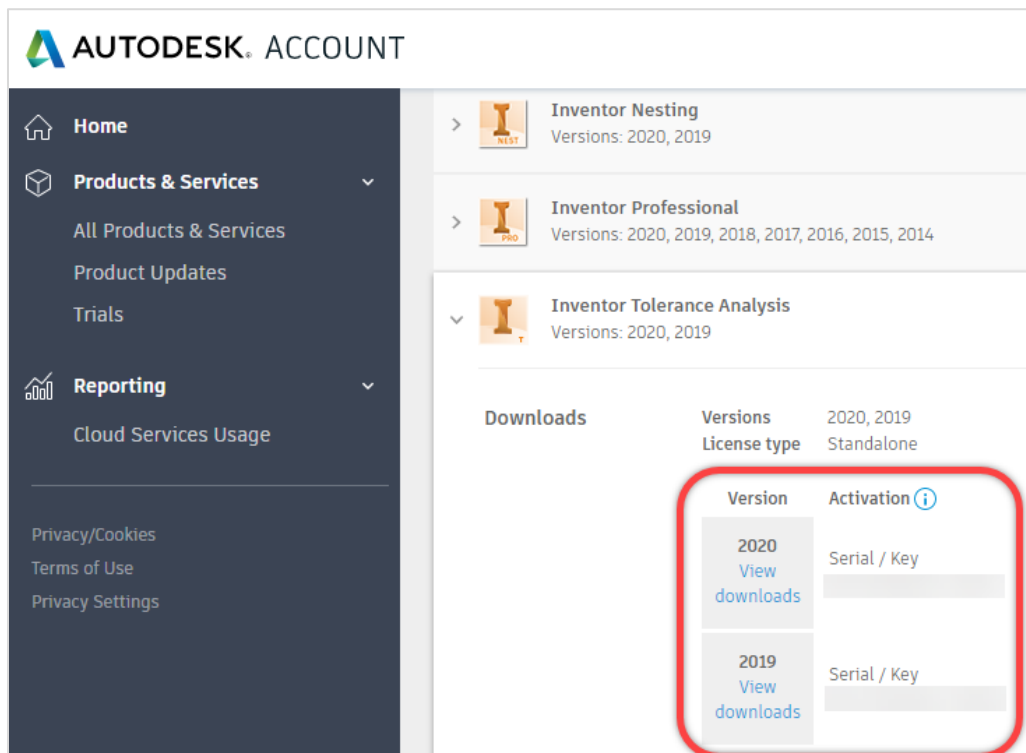 AUTODESK. ACCOUNT
Home
Products & Services
All Products & Services
Product Updates
Trials
Reporting
Cloud Services Usage
Privacy/Cookies
Terms of Use
Privacy Settings
I
NEST
Inventor Nesting
Versions: 2020, 2019
I
PRO
Inventor Professional
Versions: 2020, 2019, 2018, 2017, 2016, 2015, 2014
I
T
Inventor Tolerance Analysis
Versions: 2020, 2019
Downloads
Versions 2020, 2019
License type Standalone
Version Activation i
2020
View
downloads
Serial / Key
2019
View
downloads
Serial / Key